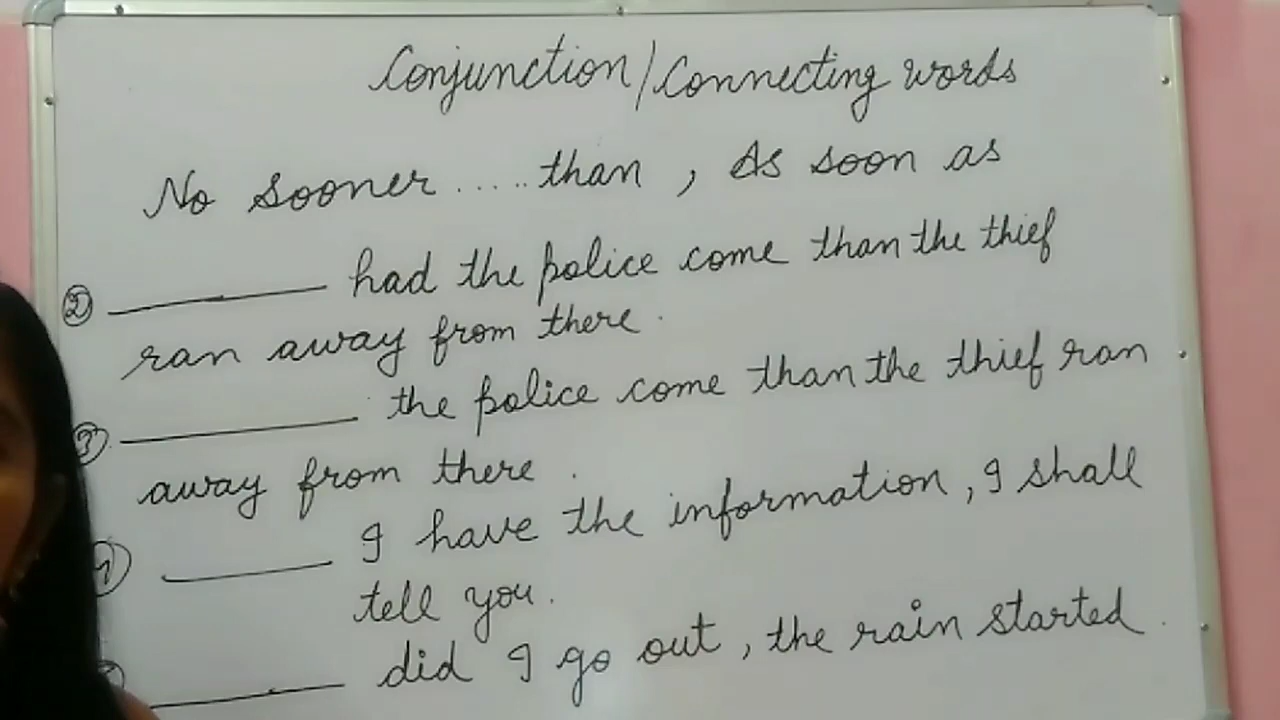 Conjunction/Connecting words
No sooner.....than, As soon as
② ________ had the police come than the thief
ran away from there.
③ ________ the police come than the thief ran
away from there.
④ ________ I have the information, I shall
tell you.
________ did I go out, the rain started.